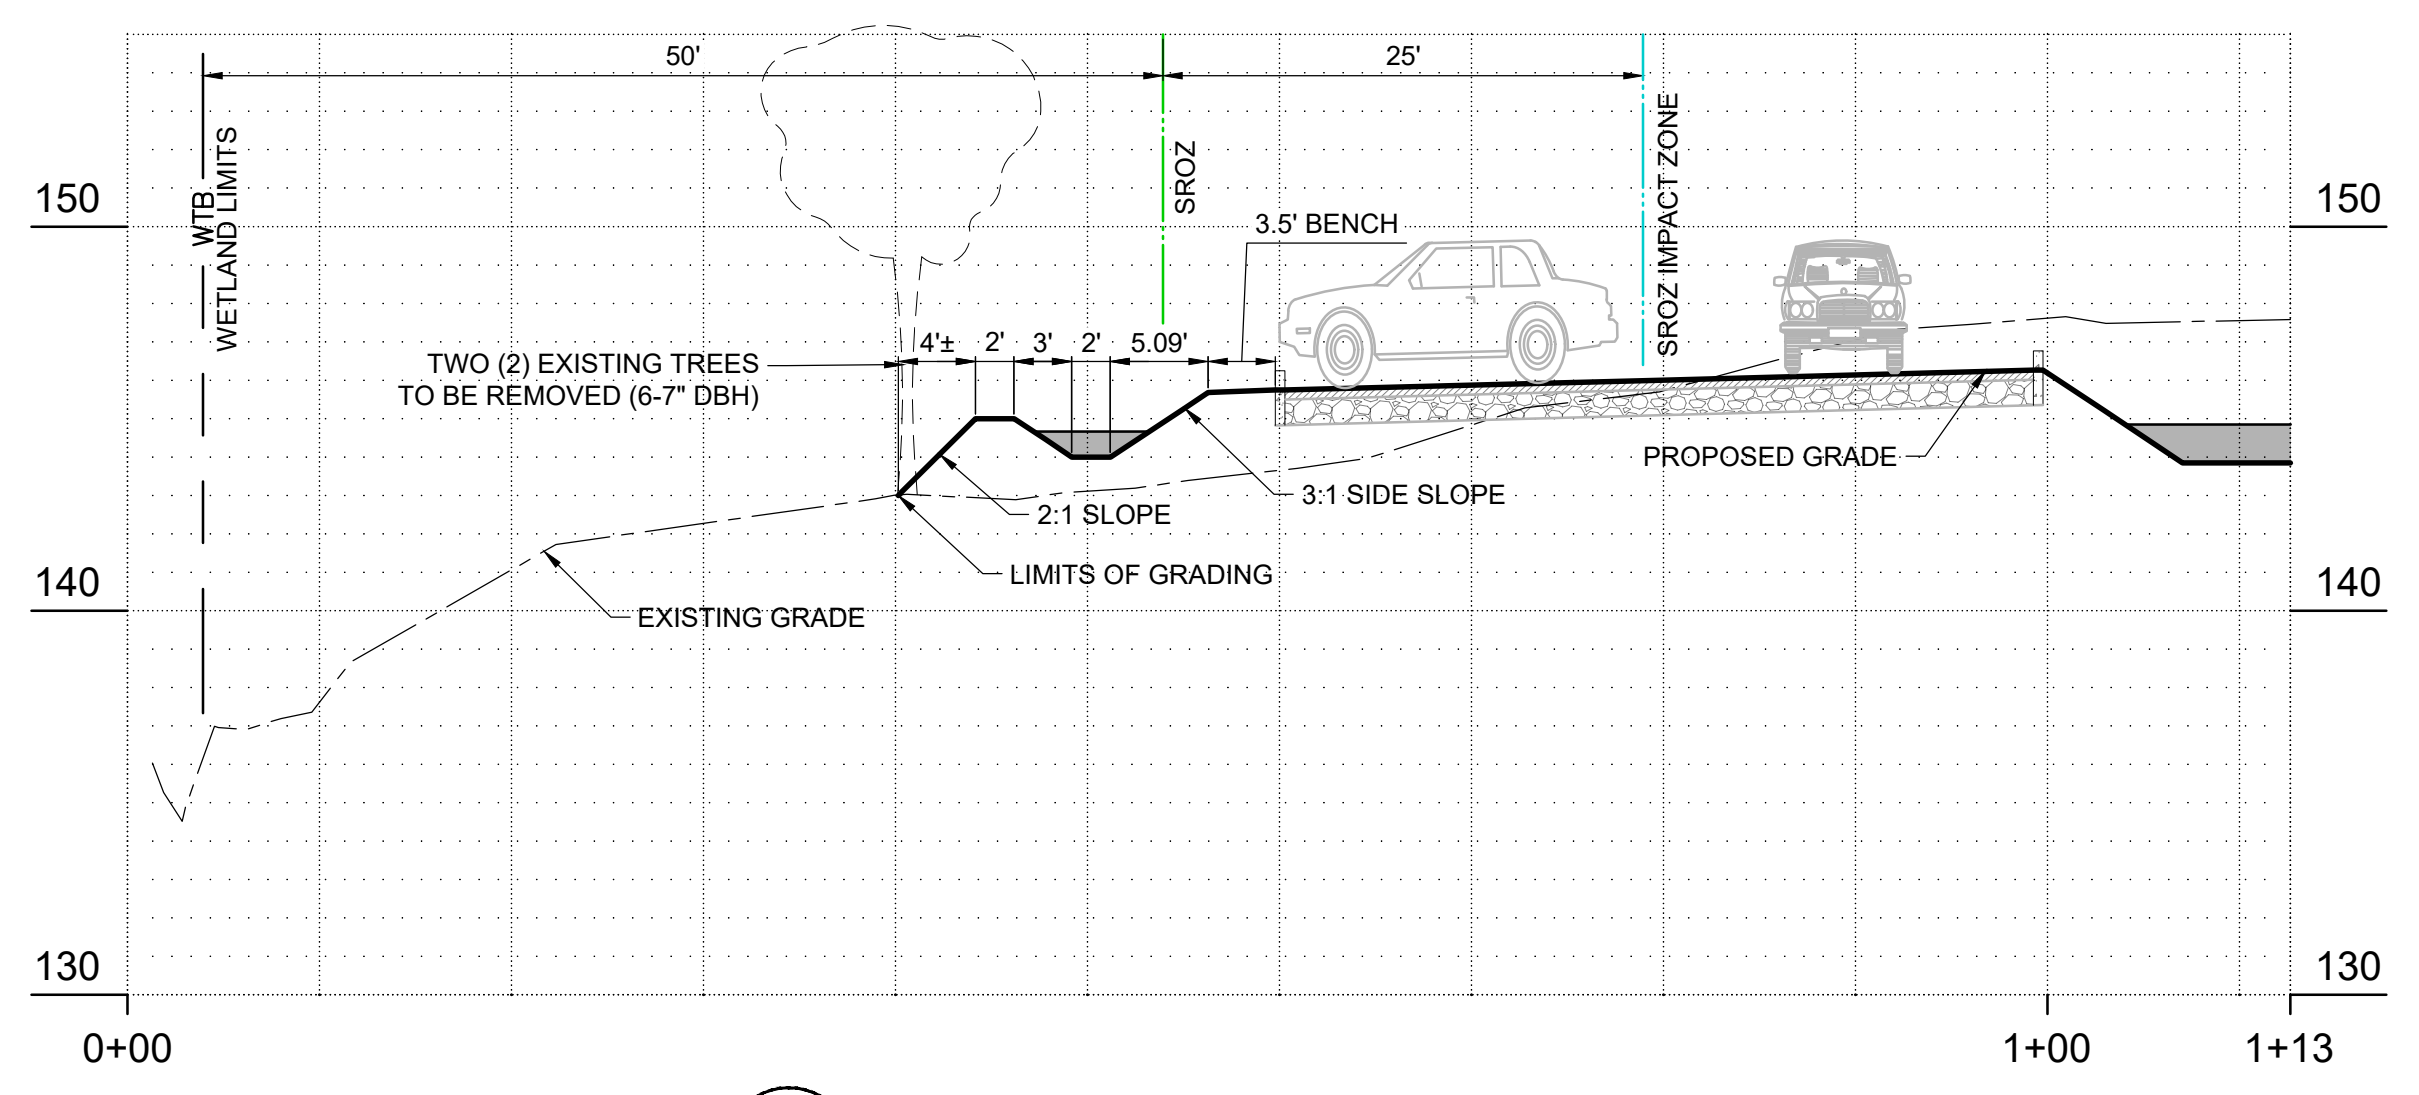 50'
25'
WTB
WETLAND LIMITS
SROZ
SROZ IMPACT ZONE
150
150
3.5' BENCH
4'±
2'
3'
2'
5.09'
TWO (2) EXISTING TREES
TO BE REMOVED (6-7" DBH)
PROPOSED GRADE
3:1 SIDE SLOPE
2:1 SLOPE
LIMITS OF GRADING
140
140
EXISTING GRADE
130
130
0+00
1+00
1+13